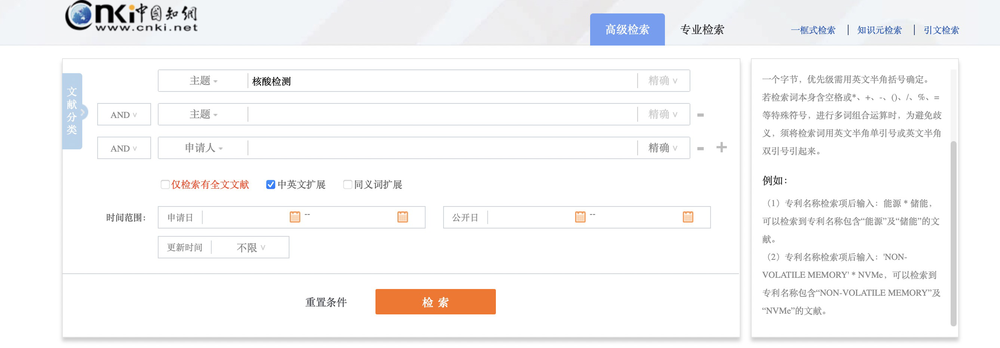 cnki中国知網
www.cnki.net
高级检索
专业检索
一框式检索
知识元检索
引文检索
文献分类
主题
核酸检测
精确
AND
主题
精确
AND
申请人
精确
仅检索有全文文献
中英文扩展
同义词扩展
时间范围：
申请日
--
公开日
--
更新时间
不限
重置条件
检 索
一个字节，优先级需用英文半角括号确定。
若检索词本身含空格或*、+、-、()、/、%、=
等特殊符号，进行多词组合运算时，为避免歧
义，须将检索词用英文半角单引号或英文半角
双引号引起来。
例如：
（1）专利名称检索项后输入：能源 * 储能，
可以检索到专利名称包含“能源”及“储能”的文
献。
（2）专利名称检索项后输入：'NON-
VOLATILE MEMORY' * NVMe，可以检索到
专利名称包含“NON-VOLATILE MEMORY”及
“NVMe”的文献。